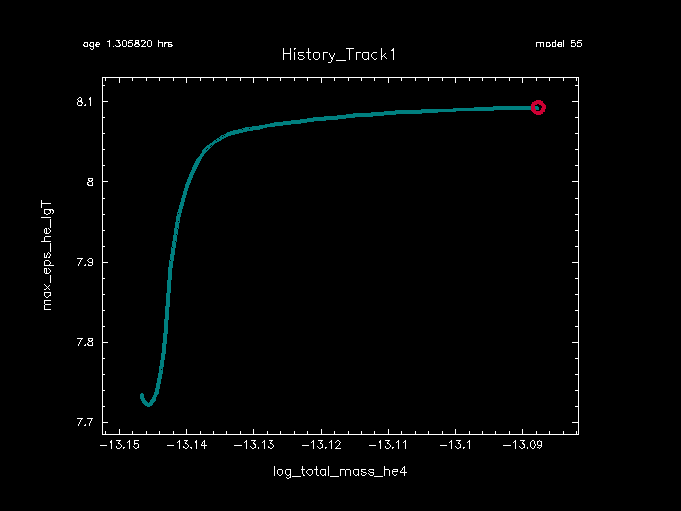 age 1.305820 hrs
model 55
History_Track1
8.1
8
7.9
7.8
7.7
max_eps_he_lgT
-13.15 -13.14 -13.13 -13.12 -13.11 -13.1 -13.09
log_total_mass_he4